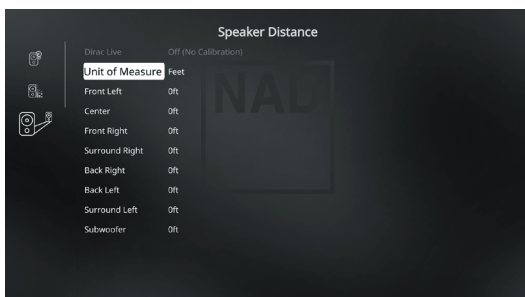 Speaker Distance
Dirac Live Off (No Calibration)
Unit of Measure Feet
Front Left 0ft
Center 0ft
Front Right 0ft
Surround Right 0ft
Back Right 0ft
Back Left 0ft
Surround Left 0ft
Subwoofer 0ft
NAD